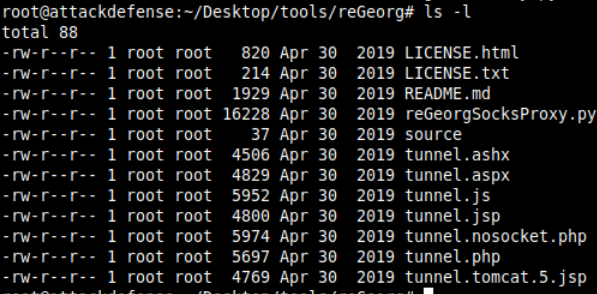 root@attackdefense:~/Desktop/tools/reGeorg# ls -l
total 88
-rw-r--r-- 1 root root   820 Apr 30  2019 LICENSE.html
-rw-r--r-- 1 root root   214 Apr 30  2019 LICENSE.txt
-rw-r--r-- 1 root root  1929 Apr 30  2019 README.md
-rw-r--r-- 1 root root 16228 Apr 30  2019 reGeorgSocksProxy.py
-rw-r--r-- 1 root root    37 Apr 30  2019 source
-rw-r--r-- 1 root root  4506 Apr 30  2019 tunnel.ashx
-rw-r--r-- 1 root root  4829 Apr 30  2019 tunnel.aspx
-rw-r--r-- 1 root root  5952 Apr 30  2019 tunnel.js
-rw-r--r-- 1 root root  4800 Apr 30  2019 tunnel.jsp
-rw-r--r-- 1 root root  5974 Apr 30  2019 tunnel.nosocket.php
-rw-r--r-- 1 root root  5697 Apr 30  2019 tunnel.php
-rw-r--r-- 1 root root  4769 Apr 30  2019 tunnel.tomcat.5.jsp
root@attackdefense:~/Desktop/tools/reGeorg#